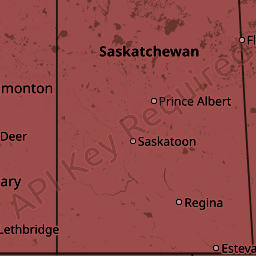 Saskatchewan
Fl
monton
Prince Albert
API Key Required
Deer
Saskatoon
ary
Regina
Lethbridge
Esteva